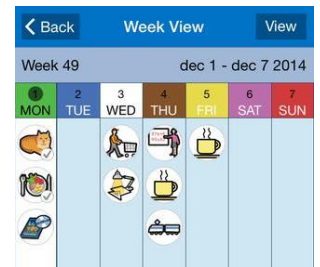 Back Week View View
Week 49 dec 1 - dec 7 2014
1 2 3 4 5 6 7
MON TUE WED THU FRI SAT SUN